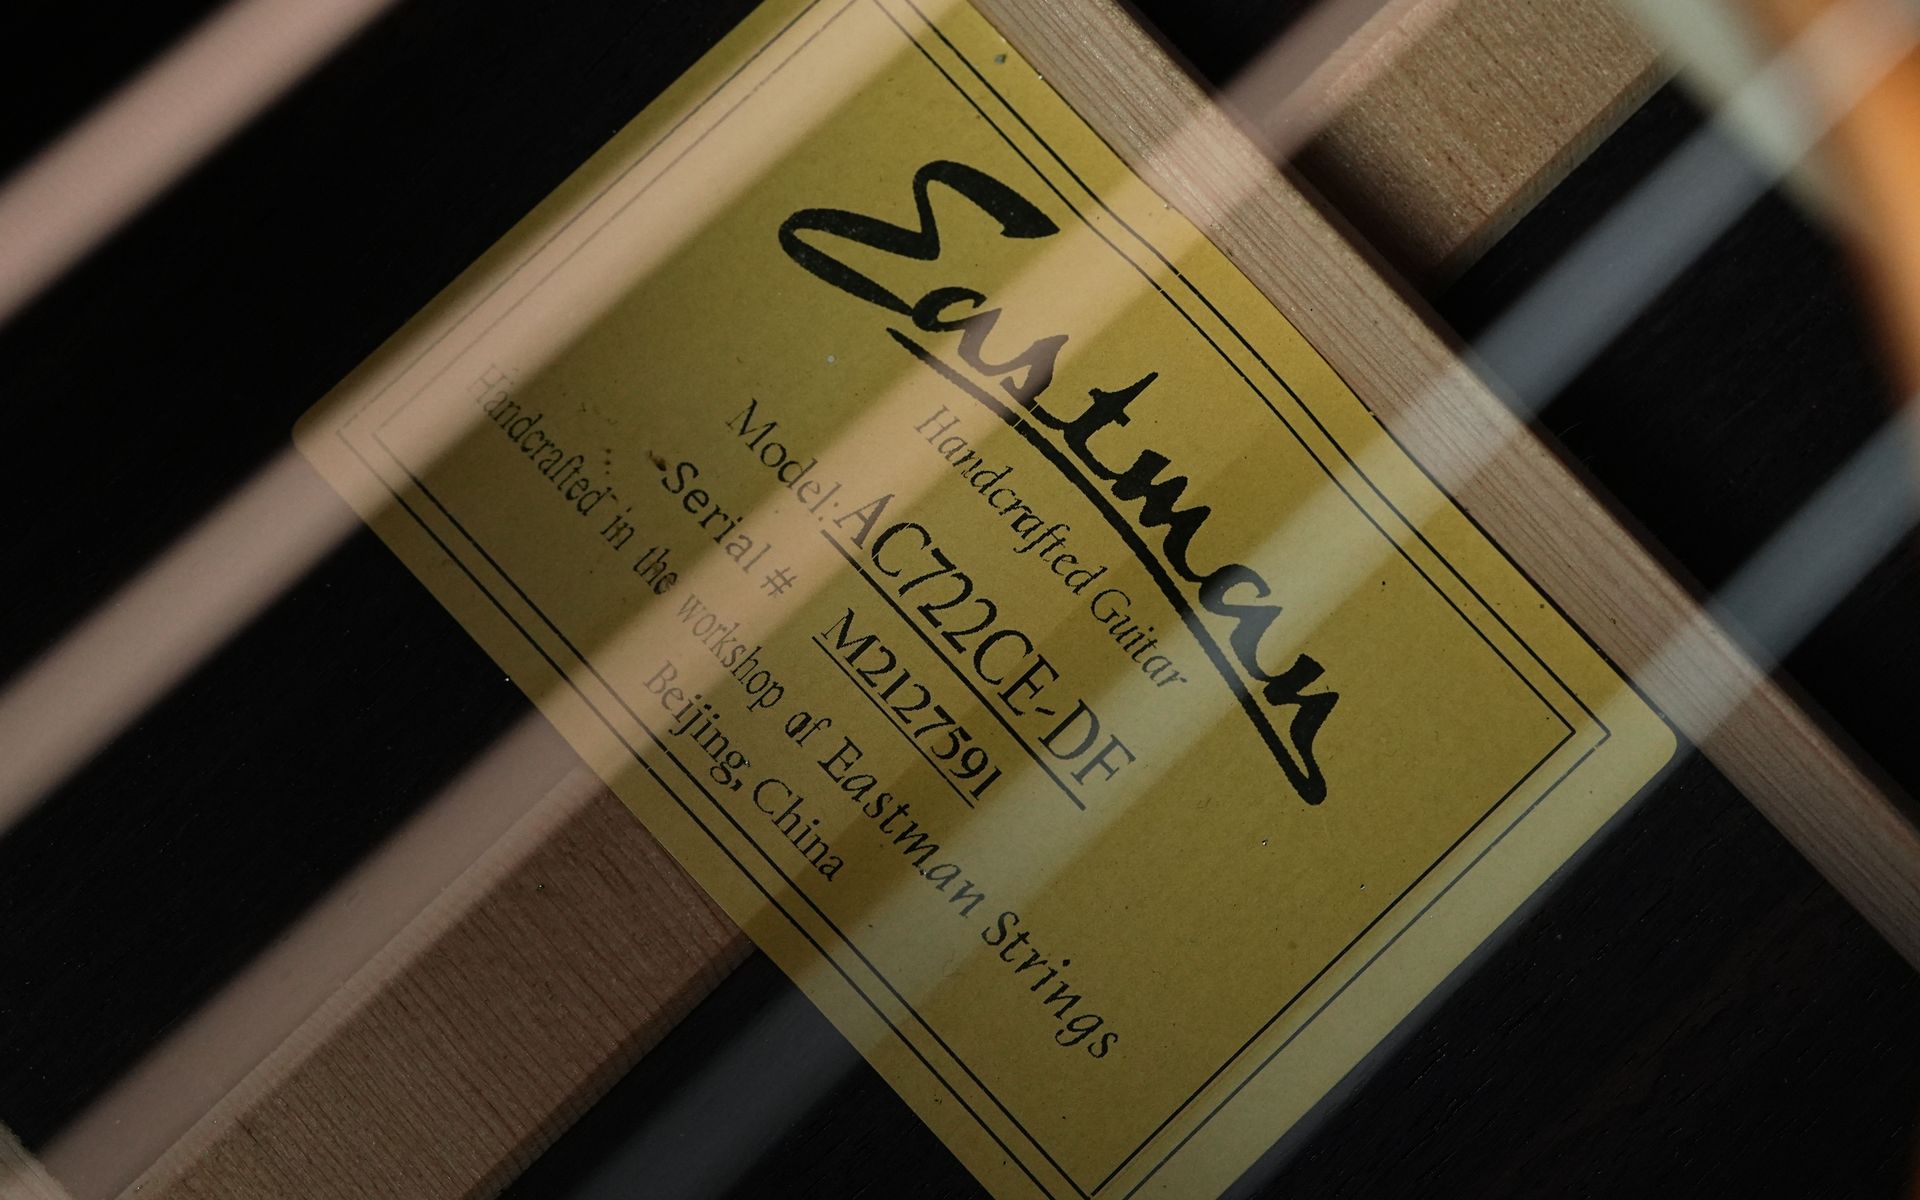 Eastman
Handcrafted Guitar
Model: AC722CE-DF
Serial # M2127591
Handcrafted in the workshop of Eastman Strings
Beijing, China